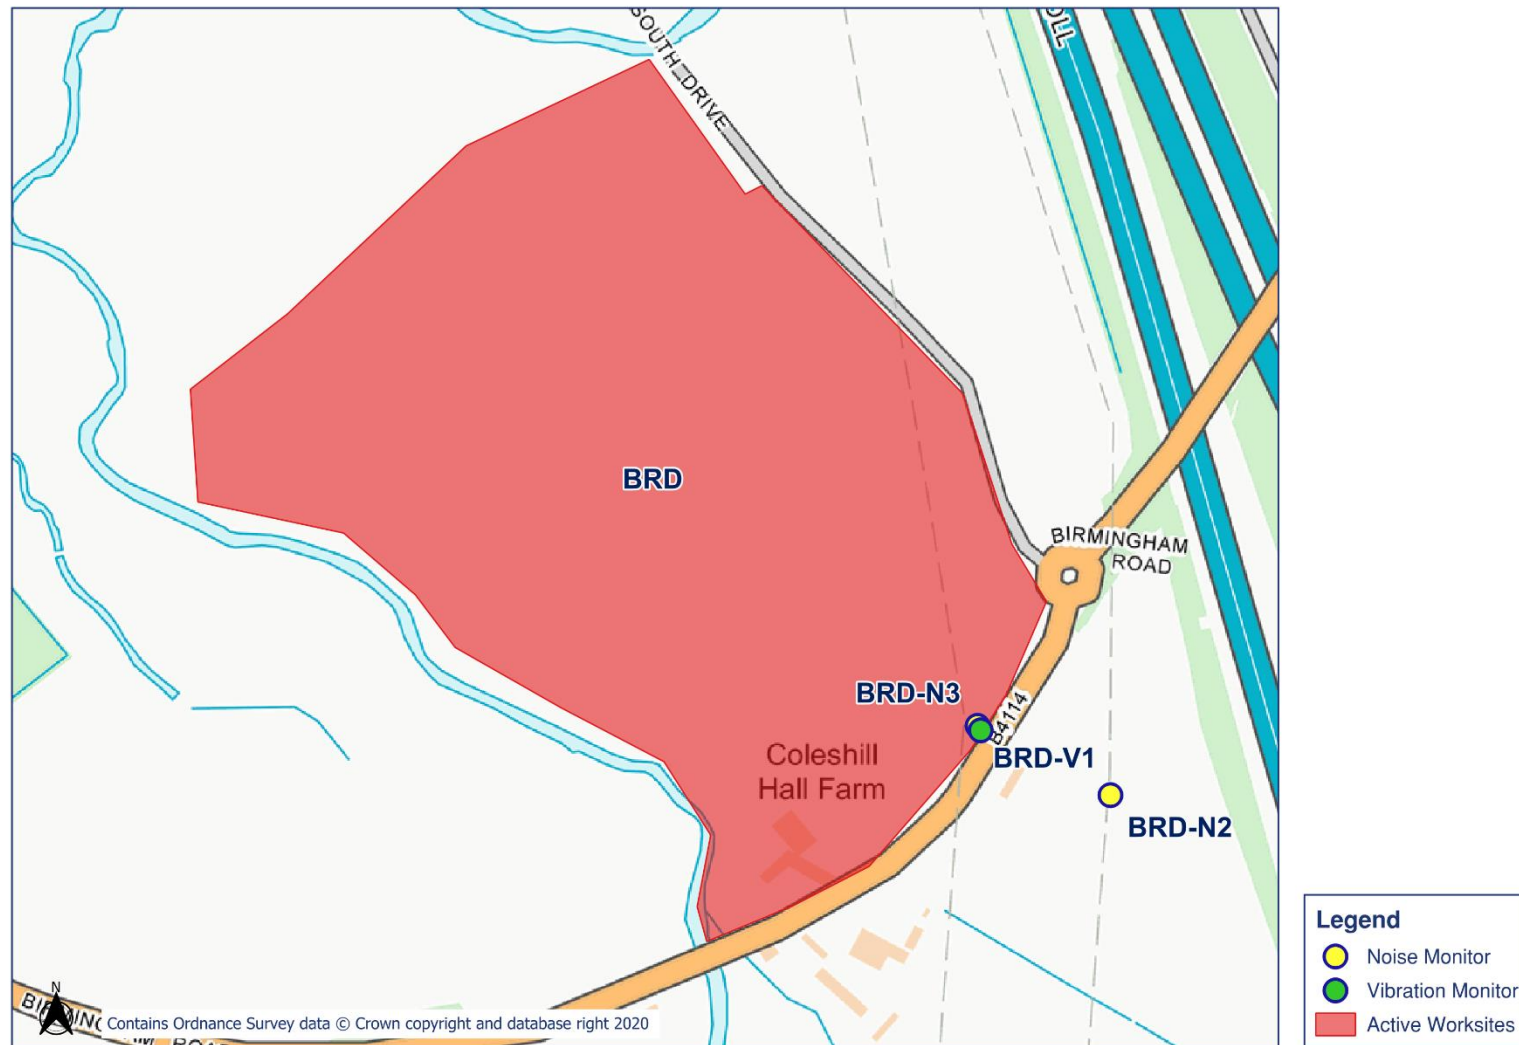 SOUTH DRIVE
OLL
BRD
BIRMINGHAM
ROAD
BRD-N3
B4114
BRD-V1
Coleshill
Hall Farm
BRD-N2
Legend
Noise Monitor
Vibration Monitor
Active Worksites
N
Contains Ordnance Survey data © Crown copyright and database right 2020